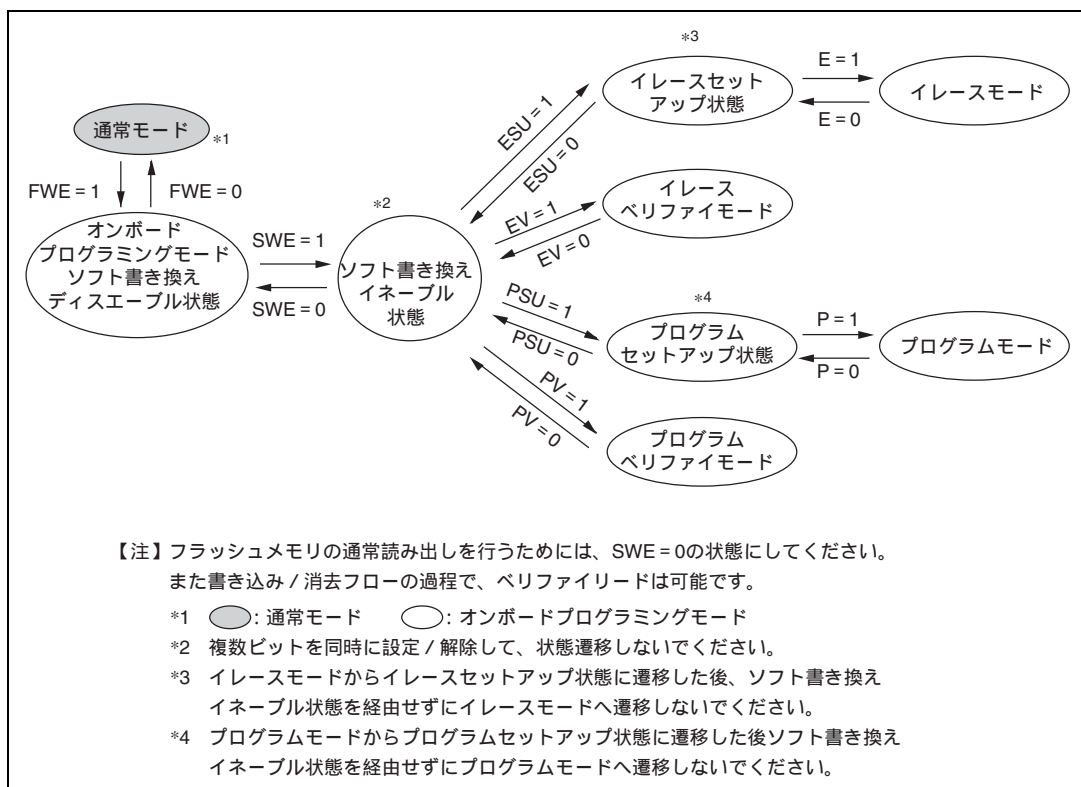 *3
イレースセット
アップ状態
E = 1
E = 0
イレースモード
通常モード
*1
FWE = 1
FWE = 0
ESU = 1
ESU = 0
オンボード
プログラミングモード
ソフト書き換え
ディスエーブル状態
SWE = 1
SWE = 0
*2
ソフト書き換え
イネーブル
状態
EV = 1
EV = 0
イレース
ベリファイモード
PSU = 1
PSU = 0
*4
プログラム
セットアップ状態
P = 1
P = 0
プログラムモード
PV = 1
PV = 0
プログラム
ベリファイモード
【注】フラッシュメモリの通常読み出しを行うためには、SWE = 0の状態にしてください。
また書き込み / 消去フローの過程で、ベリファイリードは可能です。
*1 : 通常モード : オンボードプログラミングモード
*2 複数ビットを同時に設定 / 解除して、状態遷移しないでください。
*3 イレースモードからイレースセットアップ状態に遷移した後、ソフト書き換え
イネーブル状態を経由せずにイレースモードへ遷移しないでください。
*4 プログラムモードからプログラムセットアップ状態に遷移した後ソフト書き換え
イネーブル状態を経由せずにプログラムモードへ遷移しないでください。